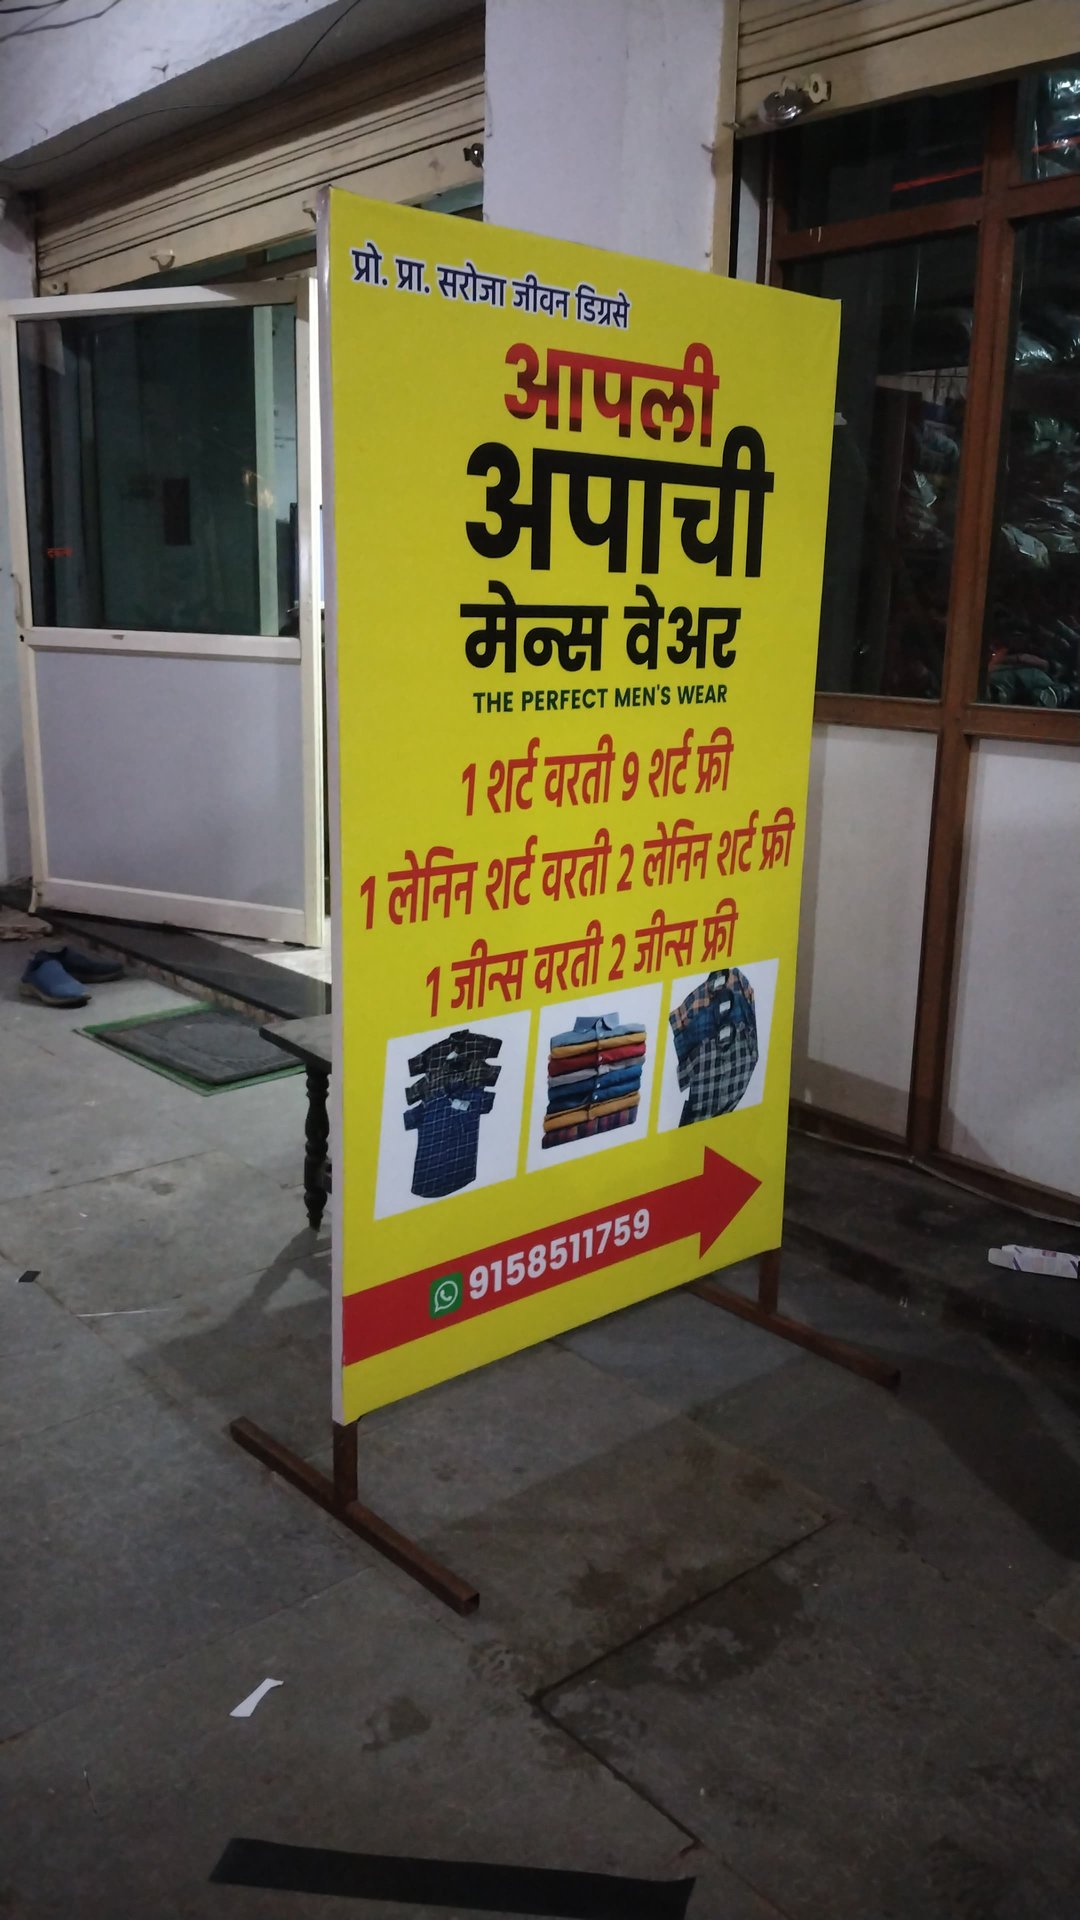 प्रो. प्रा. सरोजा जीवन डिग्रसे
आपली
अपाची
मेन्स वेअर
THE PERFECT MEN'S WEAR
1 शर्ट वरती 9 शर्ट फ्री
1 लेनिन शर्ट वरती 2 लेनिन शर्ट फ्री
1 जीन्स वरती 2 जीन्स फ्री
9158511759